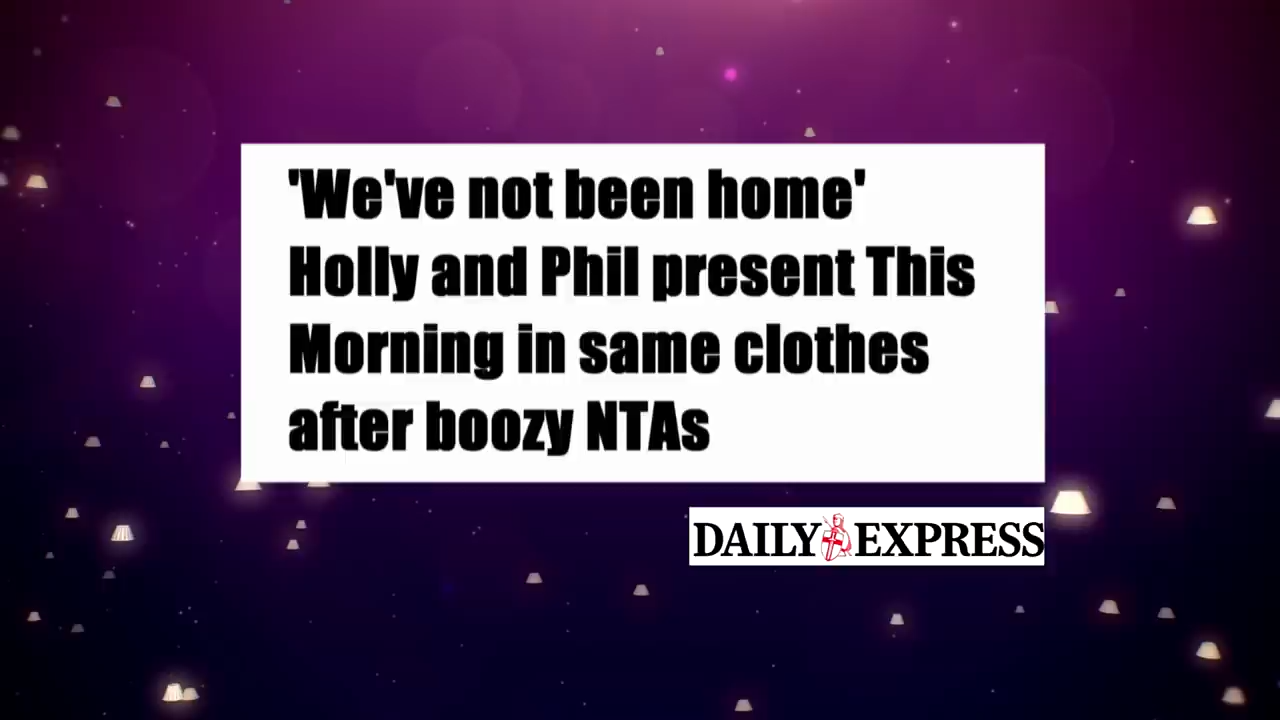 'We've not been home'
Holly and Phil present This
Morning in same clothes
after boozy NTAs
DAILY EXPRESS